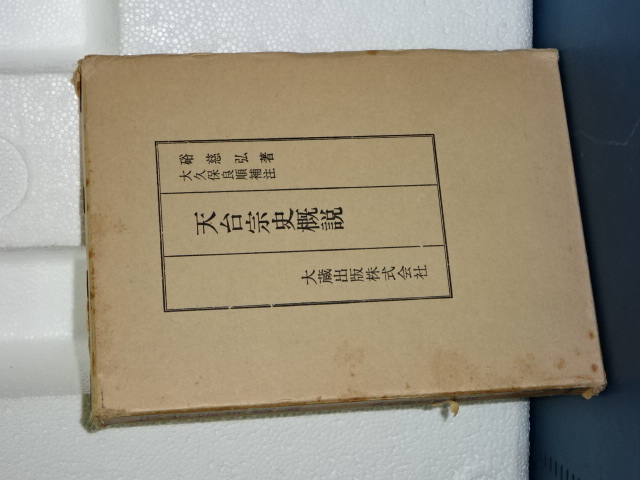 硲慈弘著
大久保良順補注
天台宗史概説
大蔵出版株式会社